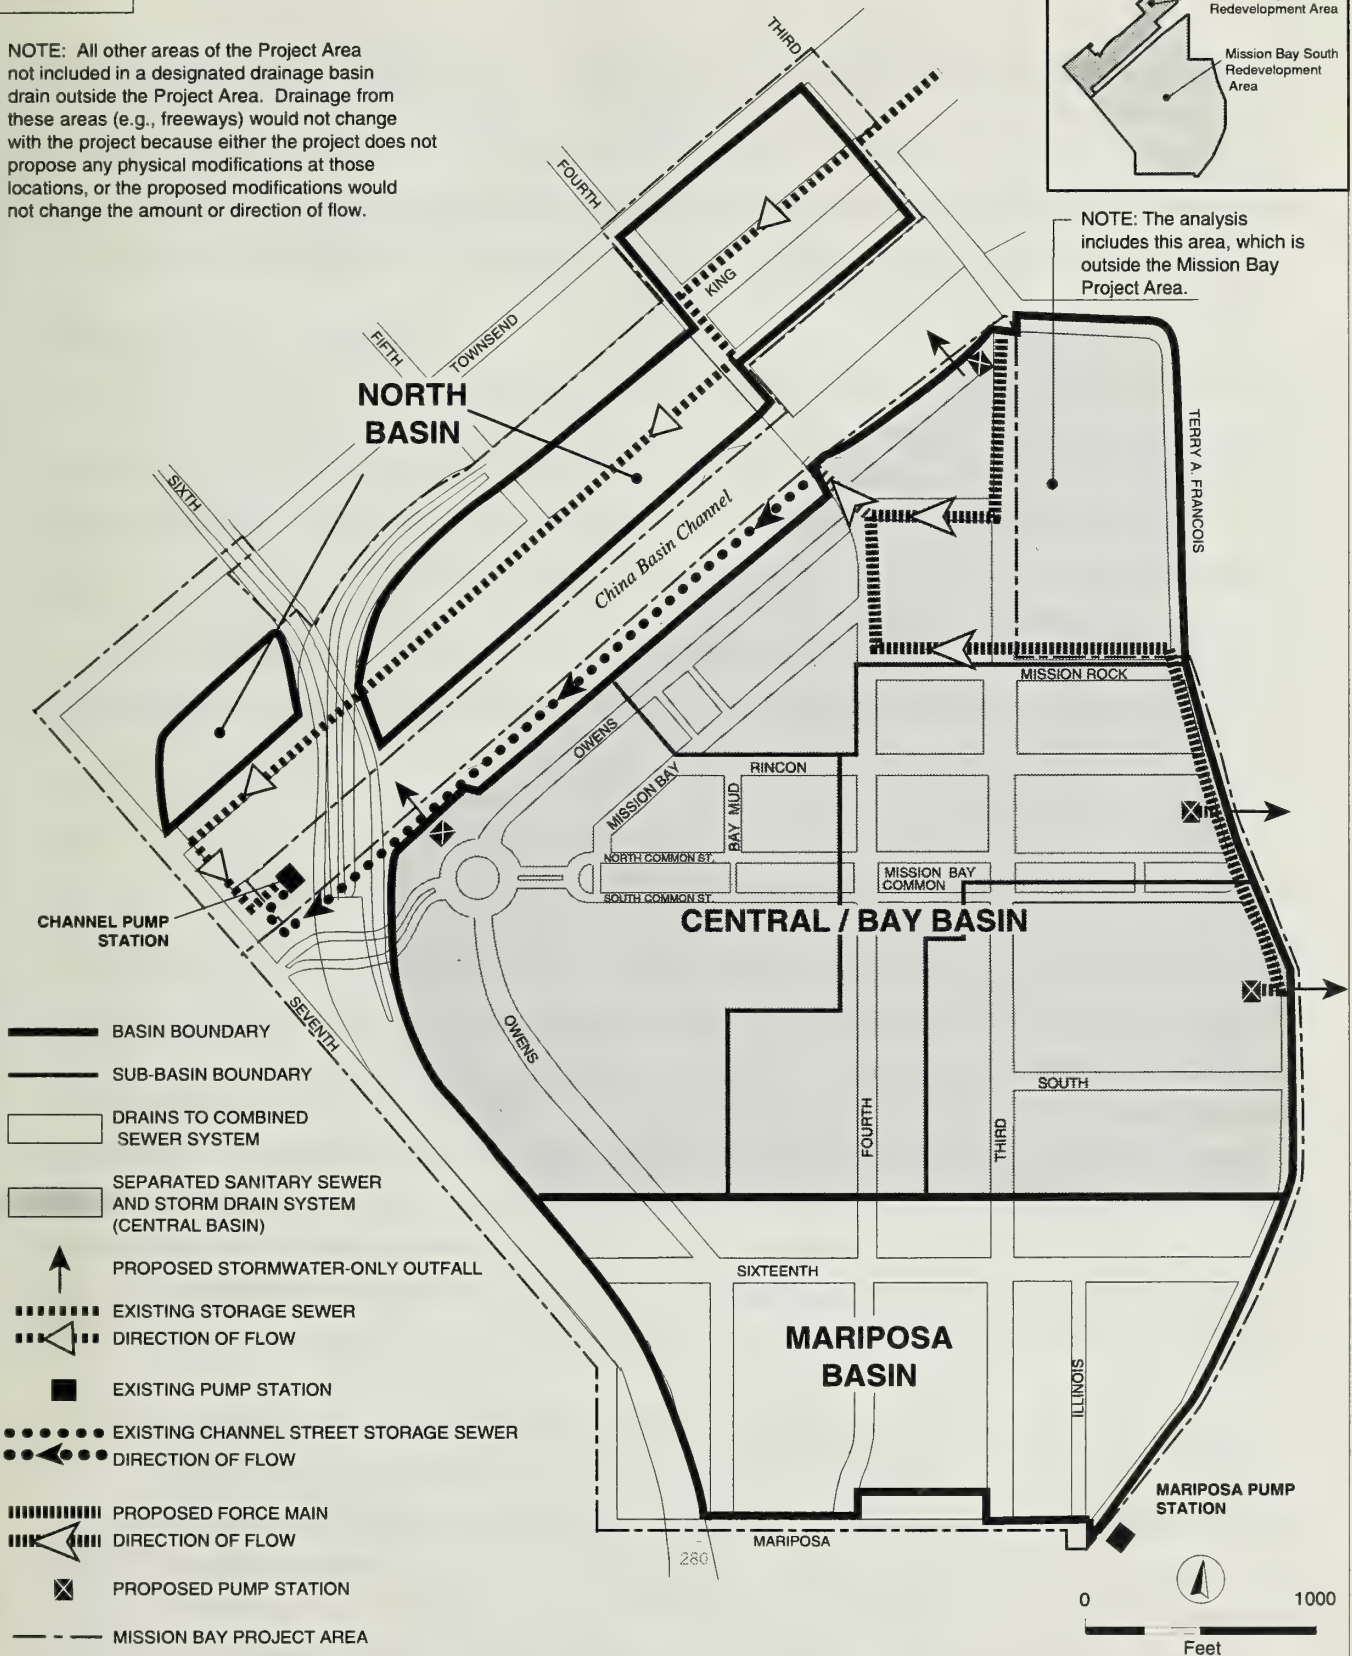 NOTE: All other areas of the Project Area
not included in a designated drainage basin
drain outside the Project Area. Drainage from
these areas (e.g., freeways) would not change
with the project because either the project does not
propose any physical modifications at those
locations, or the proposed modifications would
not change the amount or direction of flow.
Redevelopment Area
Mission Bay South
Redevelopment
Area
NOTE: The analysis
includes this area, which is
outside the Mission Bay
Project Area.
THIRD
FOURTH
KING
FIFTH
TOWNSEND
NORTH
BASIN
SIXTH
China Basin Channel
TERRY A. FRANCOIS
MISSION ROCK
OWENS
RINCON
MISSION BAY
BAY MUD
NORTH COMMON ST.
MISSION BAY
COMMON
SOUTH COMMON ST.
CENTRAL / BAY BASIN
CHANNEL PUMP
STATION
SEVENTH
OWENS
SOUTH
FOURTH
THIRD
SIXTEENTH
MARIPOSA
BASIN
ILLINOIS
MARIPOSA PUMP
STATION
MARIPOSA
280
BASIN BOUNDARY
SUB-BASIN BOUNDARY
DRAINS TO COMBINED
SEWER SYSTEM
SEPARATED SANITARY SEWER
AND STORM DRAIN SYSTEM
(CENTRAL BASIN)
PROPOSED STORMWATER-ONLY OUTFALL
EXISTING STORAGE SEWER
DIRECTION OF FLOW
EXISTING PUMP STATION
EXISTING CHANNEL STREET STORAGE SEWER
DIRECTION OF FLOW
PROPOSED FORCE MAIN
DIRECTION OF FLOW
PROPOSED PUMP STATION
MISSION BAY PROJECT AREA
0 1000
Feet